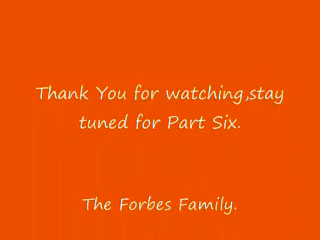 Thank You for watching,stay
tuned for Part Six.
The Forbes Family.